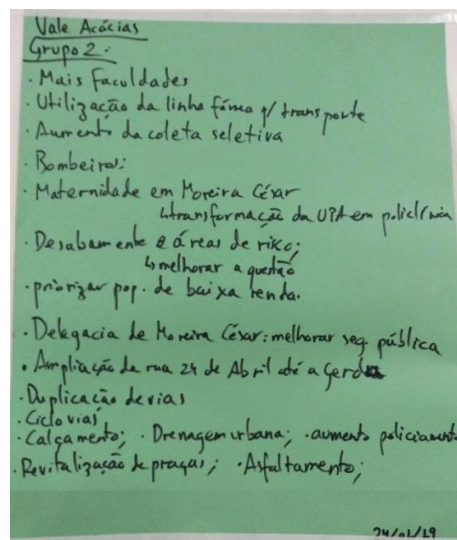 Vale Acácias
Grupo 2:
· Mais Faculdades
· Utilização da linha férrea p/ transporte
· Aumento da coleta seletiva
· Bombeiros:
· Maternidade em Moreira César
↳transformação da UPA em policlínica
· Desabamento e áreas de risco;
↳melhorar a questão
· priorizar pop. de baixa renda.
· Delegacia de Moreira César: melhorar seg. pública
· Ampliação da rua 24 de Abril até a
· Duplicação de vias
· Ciclovias
· Calçamento; · Drenagem urbana; · aumento policiamento
· Revitalização de praças; · Asfaltamento;